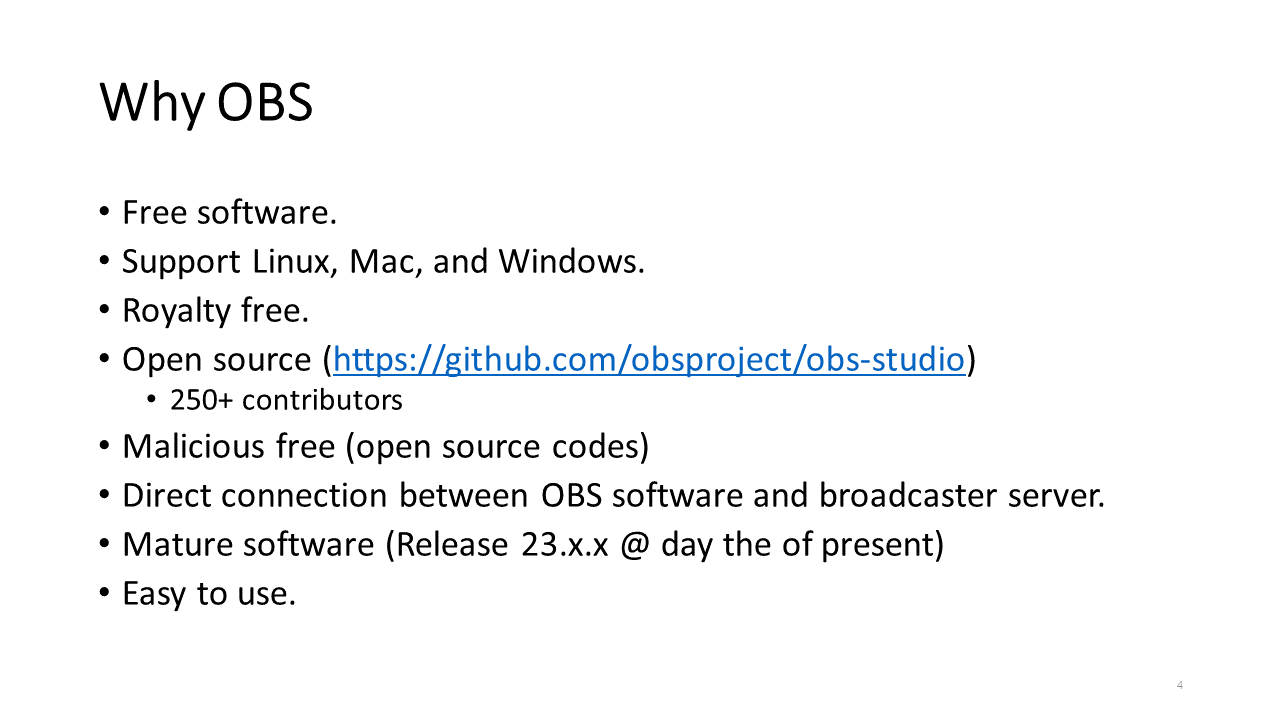 Why OBS
• Free software.
• Support Linux, Mac, and Windows.
• Royalty free.
• Open source (https://github.com/obsproject/obs-studio)
• 250+ contributors
• Malicious free (open source codes)
• Direct connection between OBS software and broadcaster server.
• Mature software (Release 23.x.x @ day the of present)
• Easy to use.
4